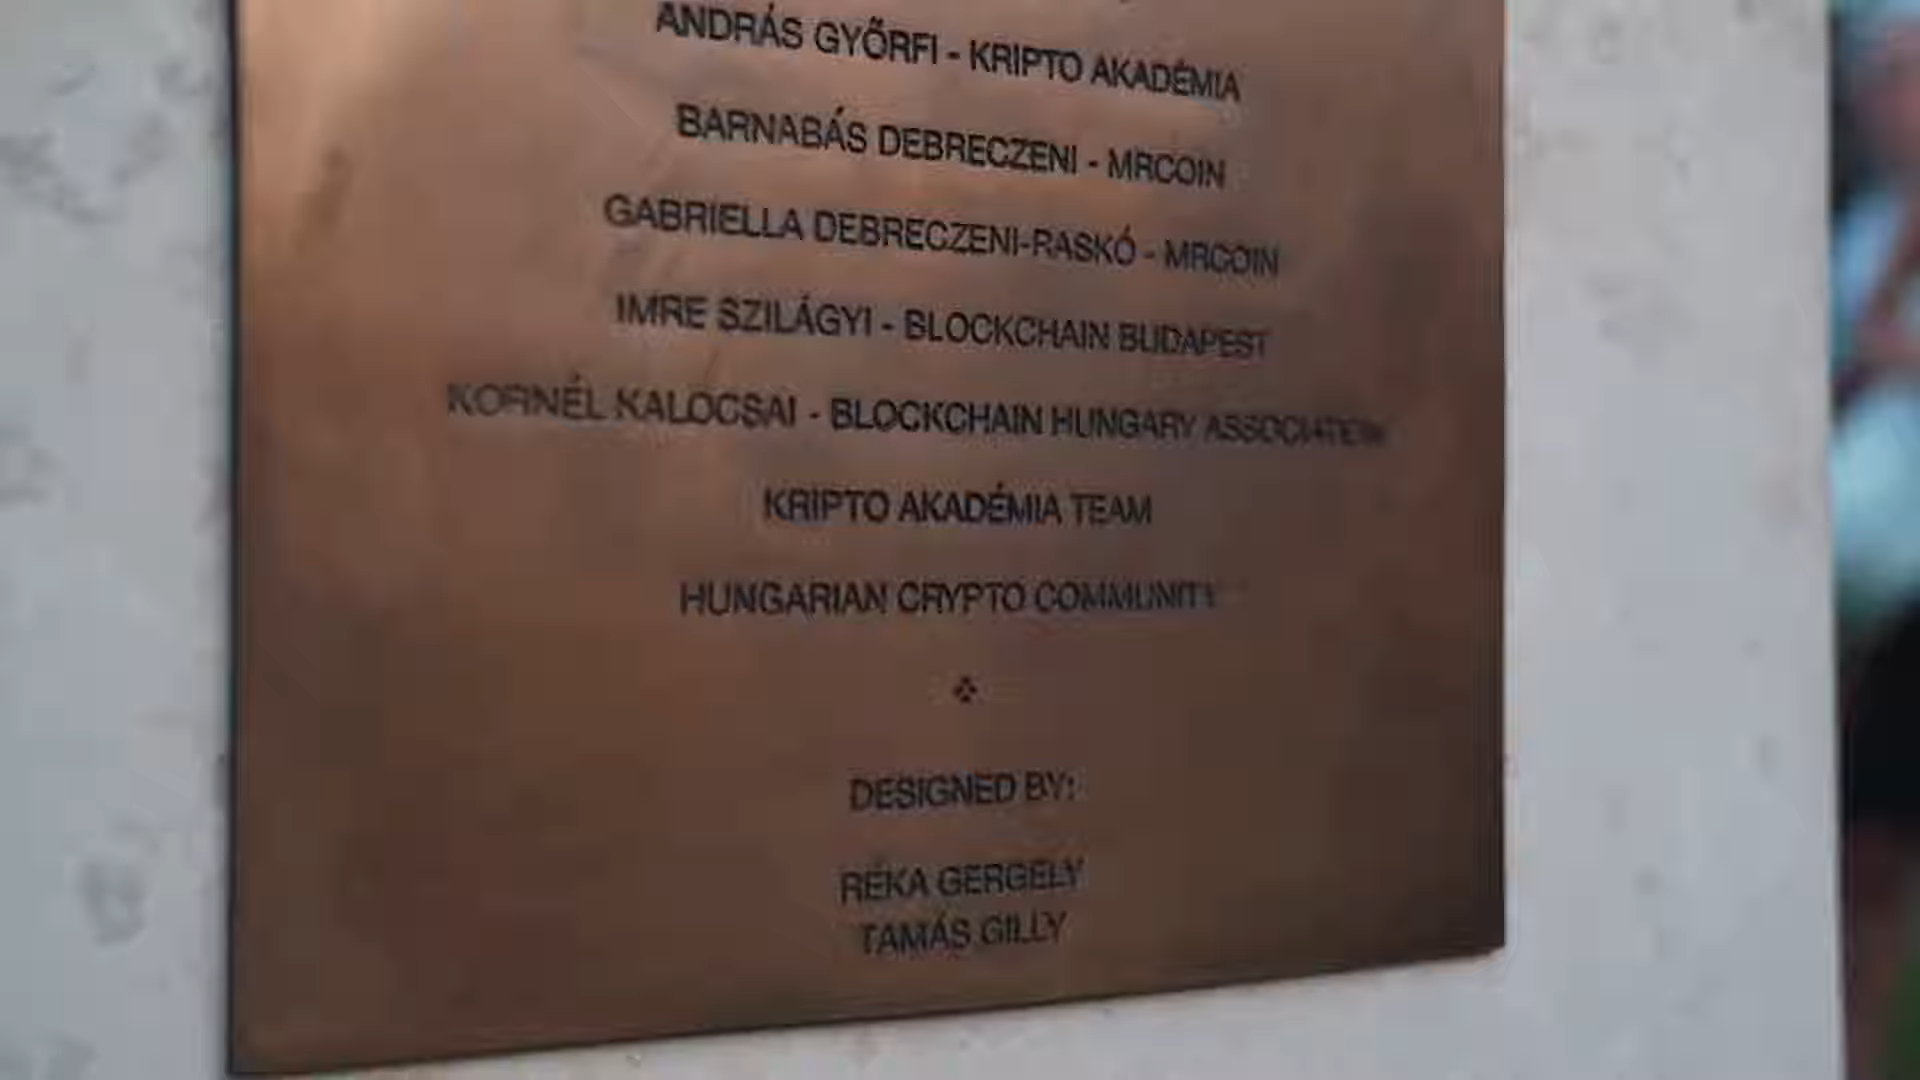 ANDRÁS GYŐRFI - KRIPTO AKADÉMIA
BARNABÁS DEBRECZENI - MRCOIN
GABRIELLA DEBRECZENI-RASKÓ - MRCOIN
IMRE SZILÁGYI - BLOCKCHAIN BUDAPEST
KORNÉL KALOCSAI - BLOCKCHAIN HUNGARY ASSOCIATION
KRIPTO AKADÉMIA TEAM
HUNGARIAN CRYPTO COMMUNITY
DESIGNED BY:
RÉKA GERGELY
TAMÁS GILLY